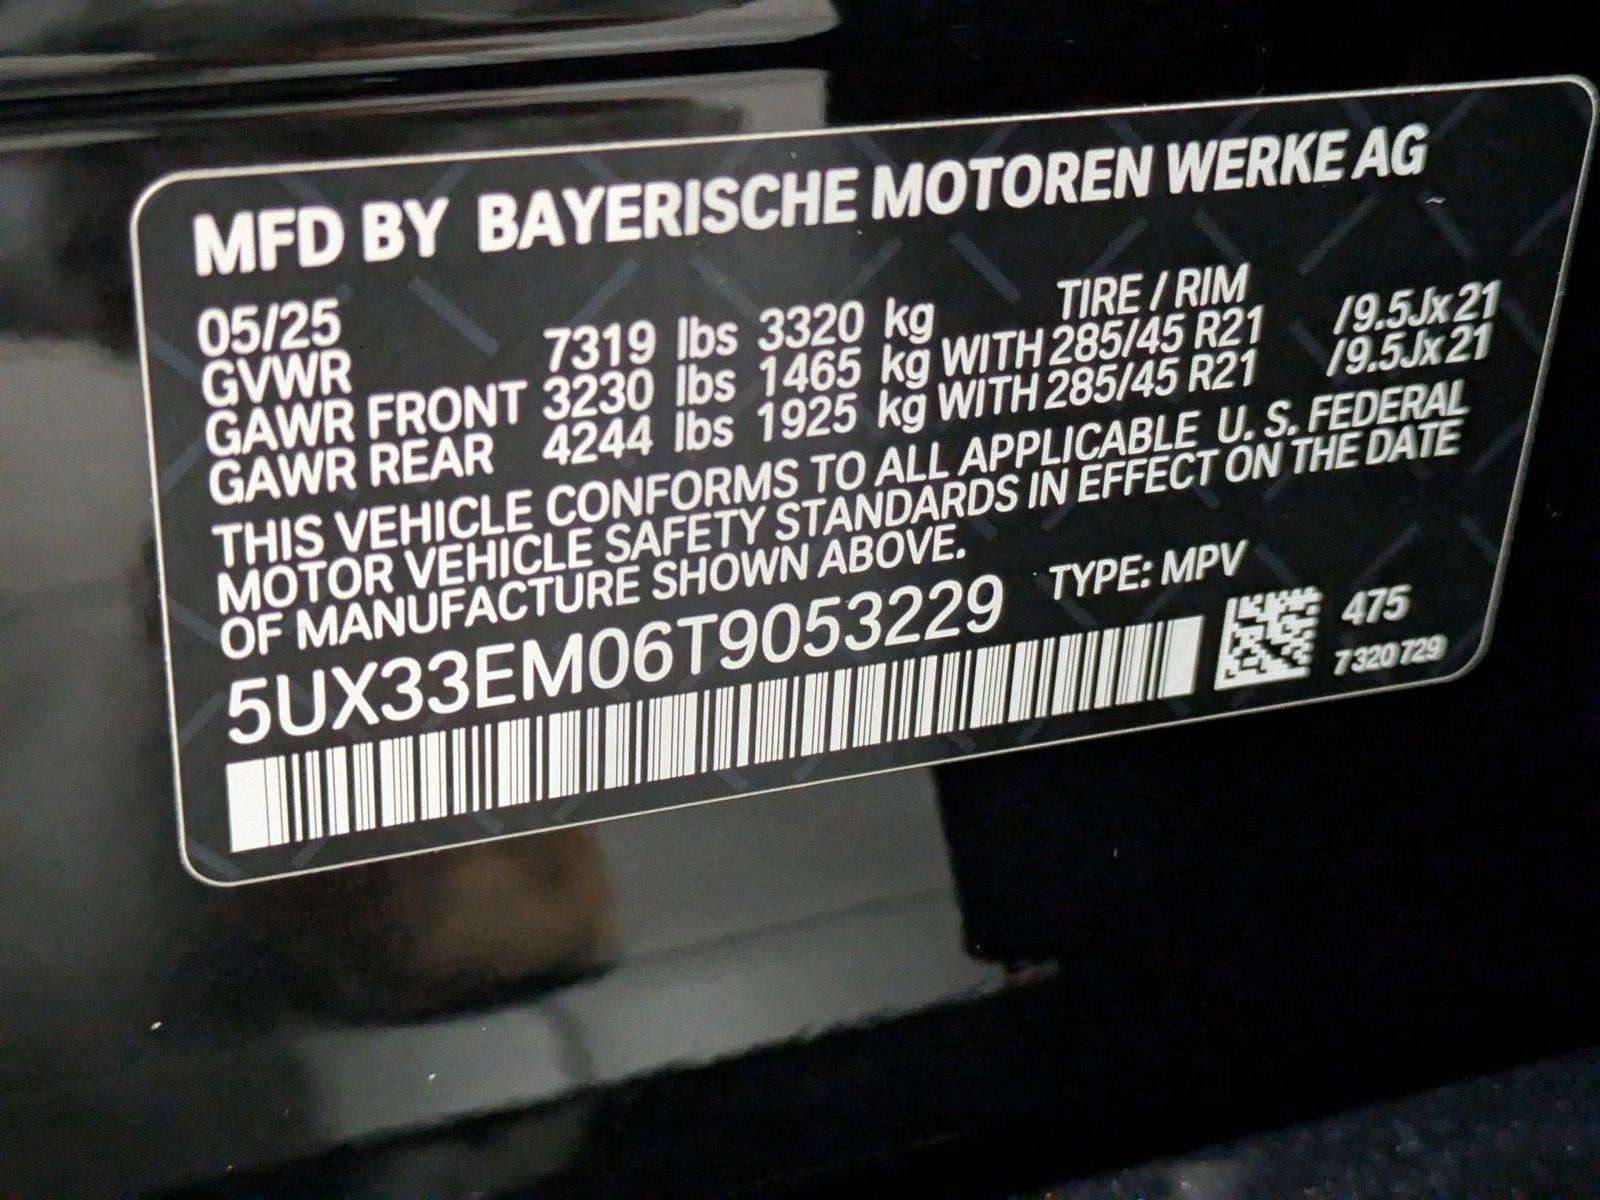 MFD BY BAYERISCHE MOTOREN WERKE AG
05/25 TIRE / RIM
GVWR 7319 lbs 3320 kg
GAWR FRONT 3230 lbs 1465 kg WITH 285/45 R21 /9.5Jx21
GAWR REAR 4244 lbs 1925 kg WITH 285/45 R21 /9.5Jx21
THIS VEHICLE CONFORMS TO ALL APPLICABLE U. S. FEDERAL
MOTOR VEHICLE SAFETY STANDARDS IN EFFECT ON THE DATE
OF MANUFACTURE SHOWN ABOVE.
5UX33EM06T9053229 TYPE: MPV
475
7320729